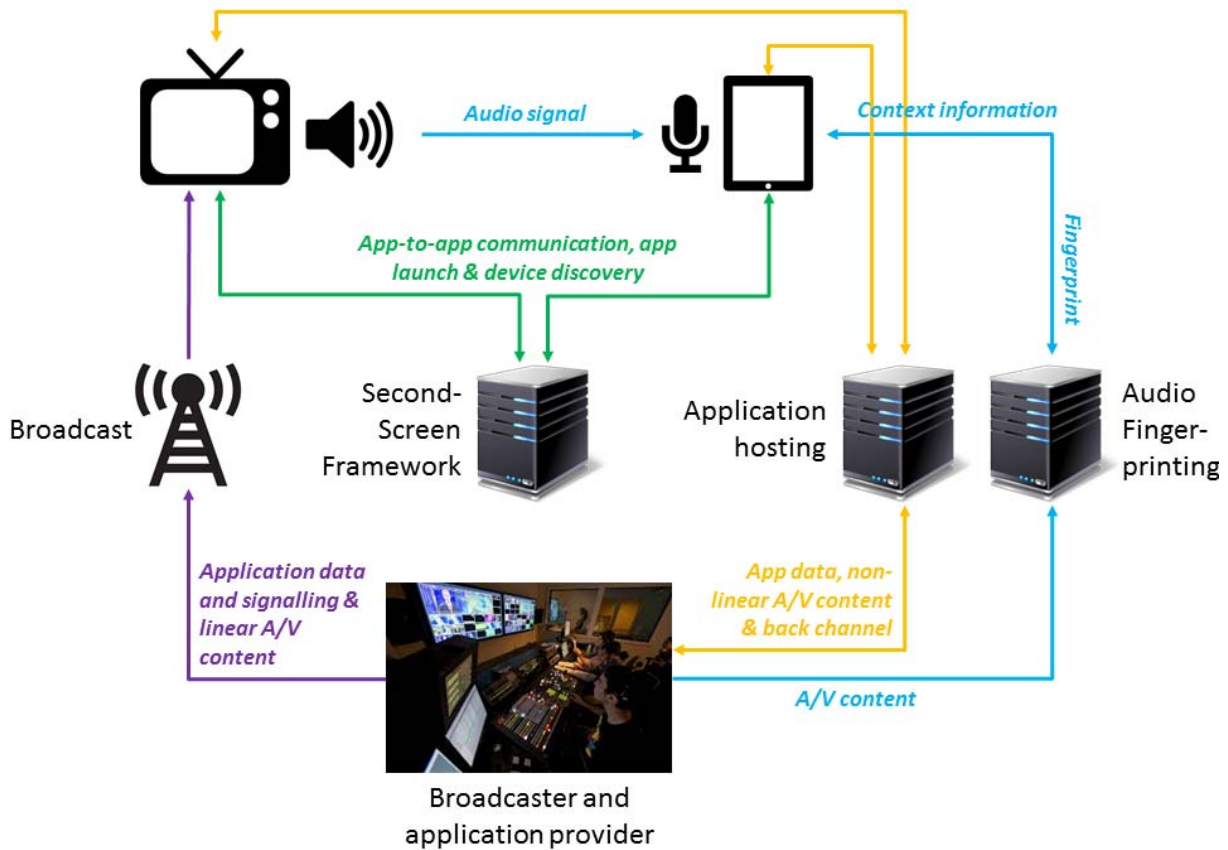 Audio signal
Context information
Fingerprint
App-to-app communication, app
launch & device discovery
Broadcast
Second-
Screen
Framework
Application
hosting
Audio
Finger-
printing
Application data
and signalling &
linear A/V
content
App data, non-
linear A/V content
& back channel
A/V content
Broadcaster and
application provider